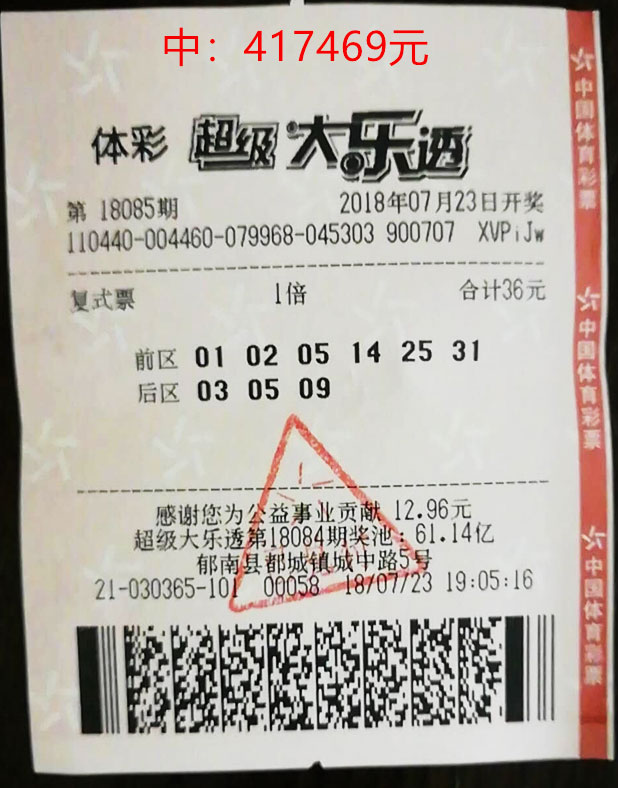 中：417469元
体彩 超级大乐透
第 18085期 2018年07月23日开奖
110440-004460-079968-045303 900707 XVPiJw
复式票 1倍 合计36元
前区 01 02 05 14 25 31
后区 03 05 09
感谢您为公益事业贡献 12.96元
超级大乐透第18084期奖池：61.14亿
郁南县都城镇城中路5号
21-030365-101 00058 18/07/23 19:05:16
中国体育彩票
中国体育彩票
中国体育彩票